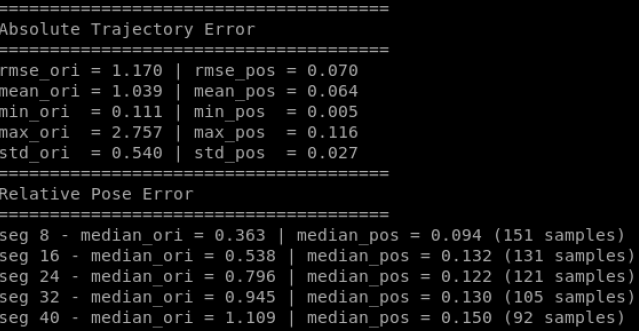 =======================================
Absolute Trajectory Error
=======================================
rmse_ori = 1.170 | rmse_pos = 0.070
mean_ori = 1.039 | mean_pos = 0.064
min_ori  = 0.111 | min_pos  = 0.005
max_ori  = 2.757 | max_pos  = 0.116
std_ori  = 0.540 | std_pos  = 0.027
=======================================
Relative Pose Error
=======================================
seg 8 - median_ori = 0.363 | median_pos = 0.094 (151 samples)
seg 16 - median_ori = 0.538 | median_pos = 0.132 (131 samples)
seg 24 - median_ori = 0.796 | median_pos = 0.122 (121 samples)
seg 32 - median_ori = 0.945 | median_pos = 0.130 (105 samples)
seg 40 - median_ori = 1.109 | median_pos = 0.150 (92 samples)